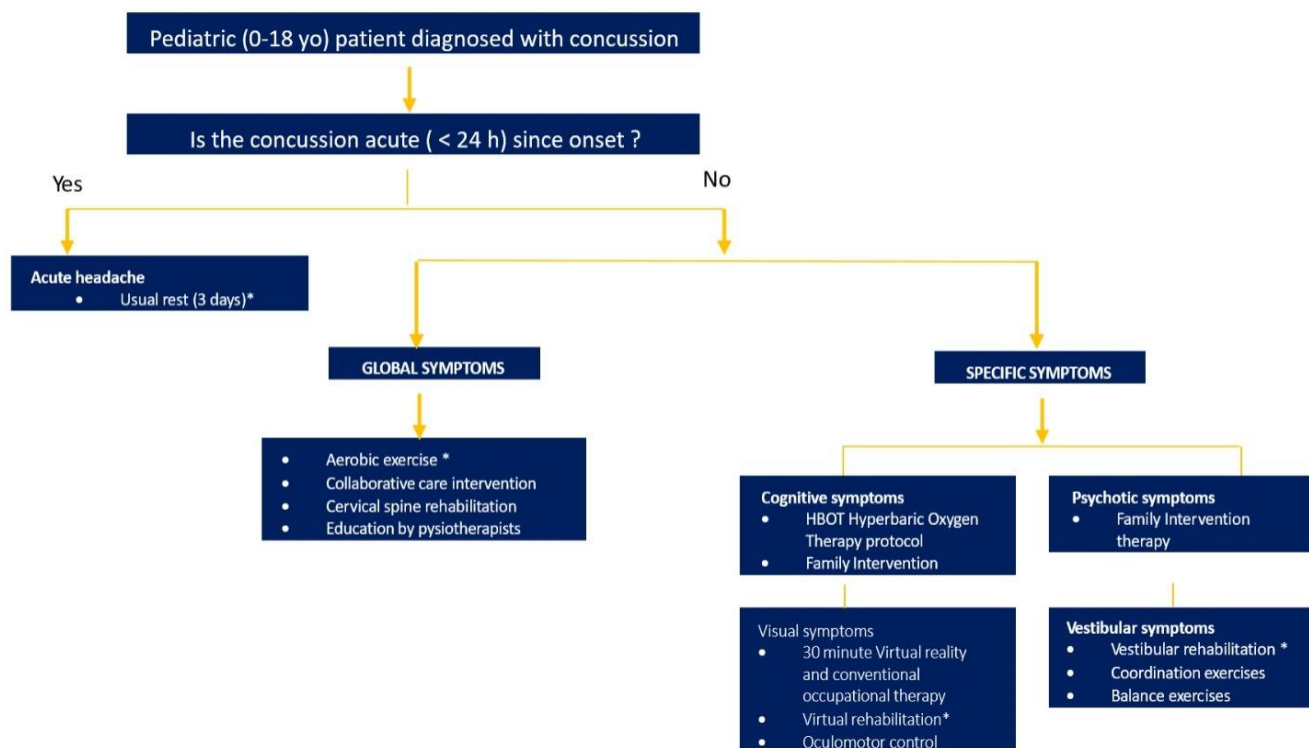 Pediatric (0-18 yo) patient diagnosed with concussion
Is the concussion acute ( < 24 h) since onset ?
Yes
No
Acute headache
• Usual rest (3 days)*
GLOBAL SYMPTOMS
SPECIFIC SYMPTOMS
• Aerobic exercise *
• Collaborative care intervention
• Cervical spine rehabilitation
• Education by pysiotherapists
Cognitive symptoms
• HBOT Hyperbaric Oxygen
Therapy protocol
• Family Intervention
Psychotic symptoms
• Family Intervention
therapy
Visual symptoms
• 30 minute Virtual reality
and conventional
occupational therapy
• Virtual rehabilitation*
• Oculomotor control
Vestibular symptoms
• Vestibular rehabilitation *
• Coordination exercises
• Balance exercises